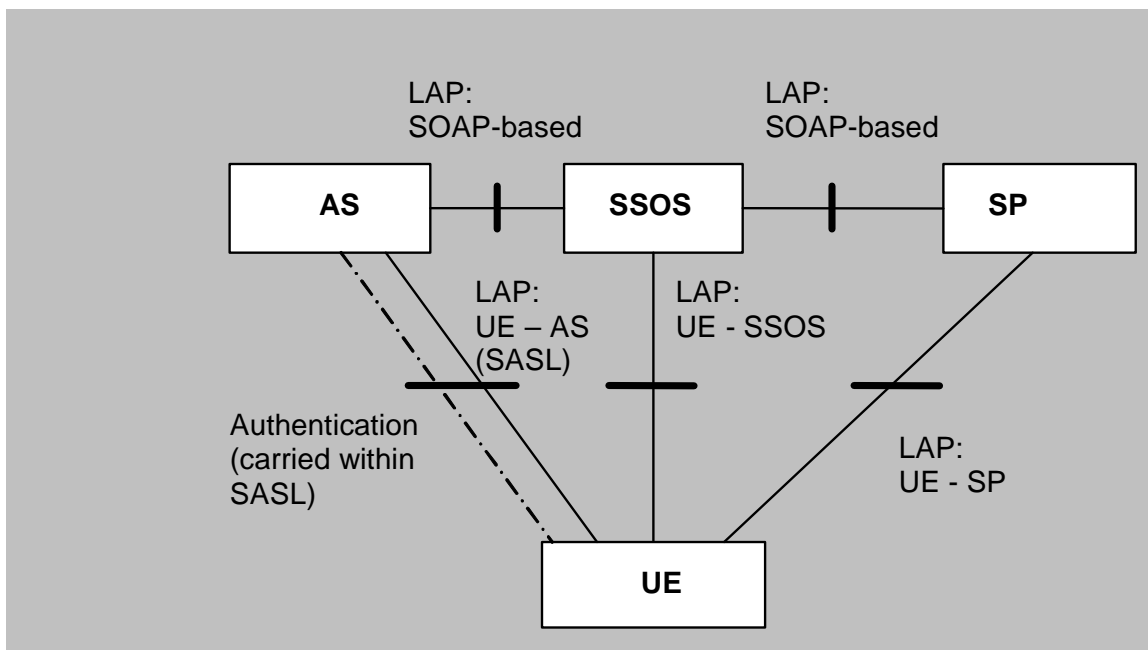 LAP:
SOAP-based
LAP:
SOAP-based
AS
SSOS
SP
LAP:
UE – AS
(SASL)
LAP:
UE - SSOS
Authentication
(carried within
SASL)
LAP:
UE - SP
UE